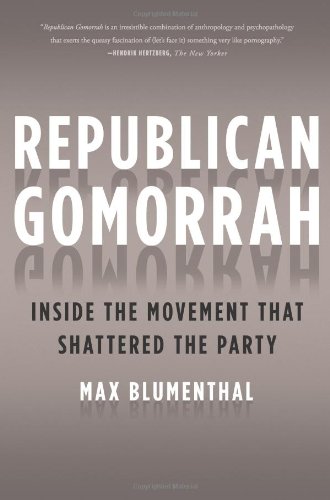 "Republican Gomorrah is an irresistible combination of anthropology and psychopathology
that exerts the queasy fascination of (let's face it) something very like pornography."
—HENDRIK HERTZBERG, The New Yorker
REPUBLICAN
GOMORRAH
INSIDE THE MOVEMENT THAT
SHATTERED THE PARTY
MAX BLUMENTHAL